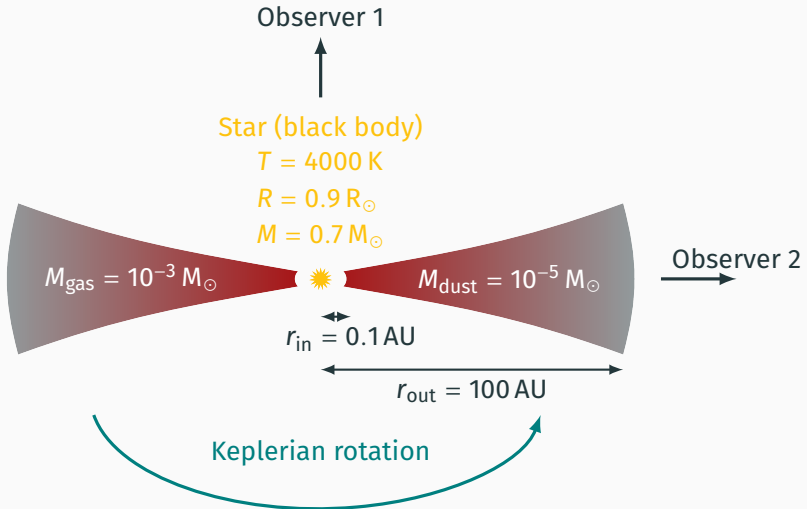 Observer 1
Star (black body)
T = 4000 K
R = 0.9 R☉
M = 0.7 M☉
Observer 2
M_gas = 10⁻³ M☉
M_dust = 10⁻⁵ M☉
r_in = 0.1 AU
r_out = 100 AU
Keplerian rotation